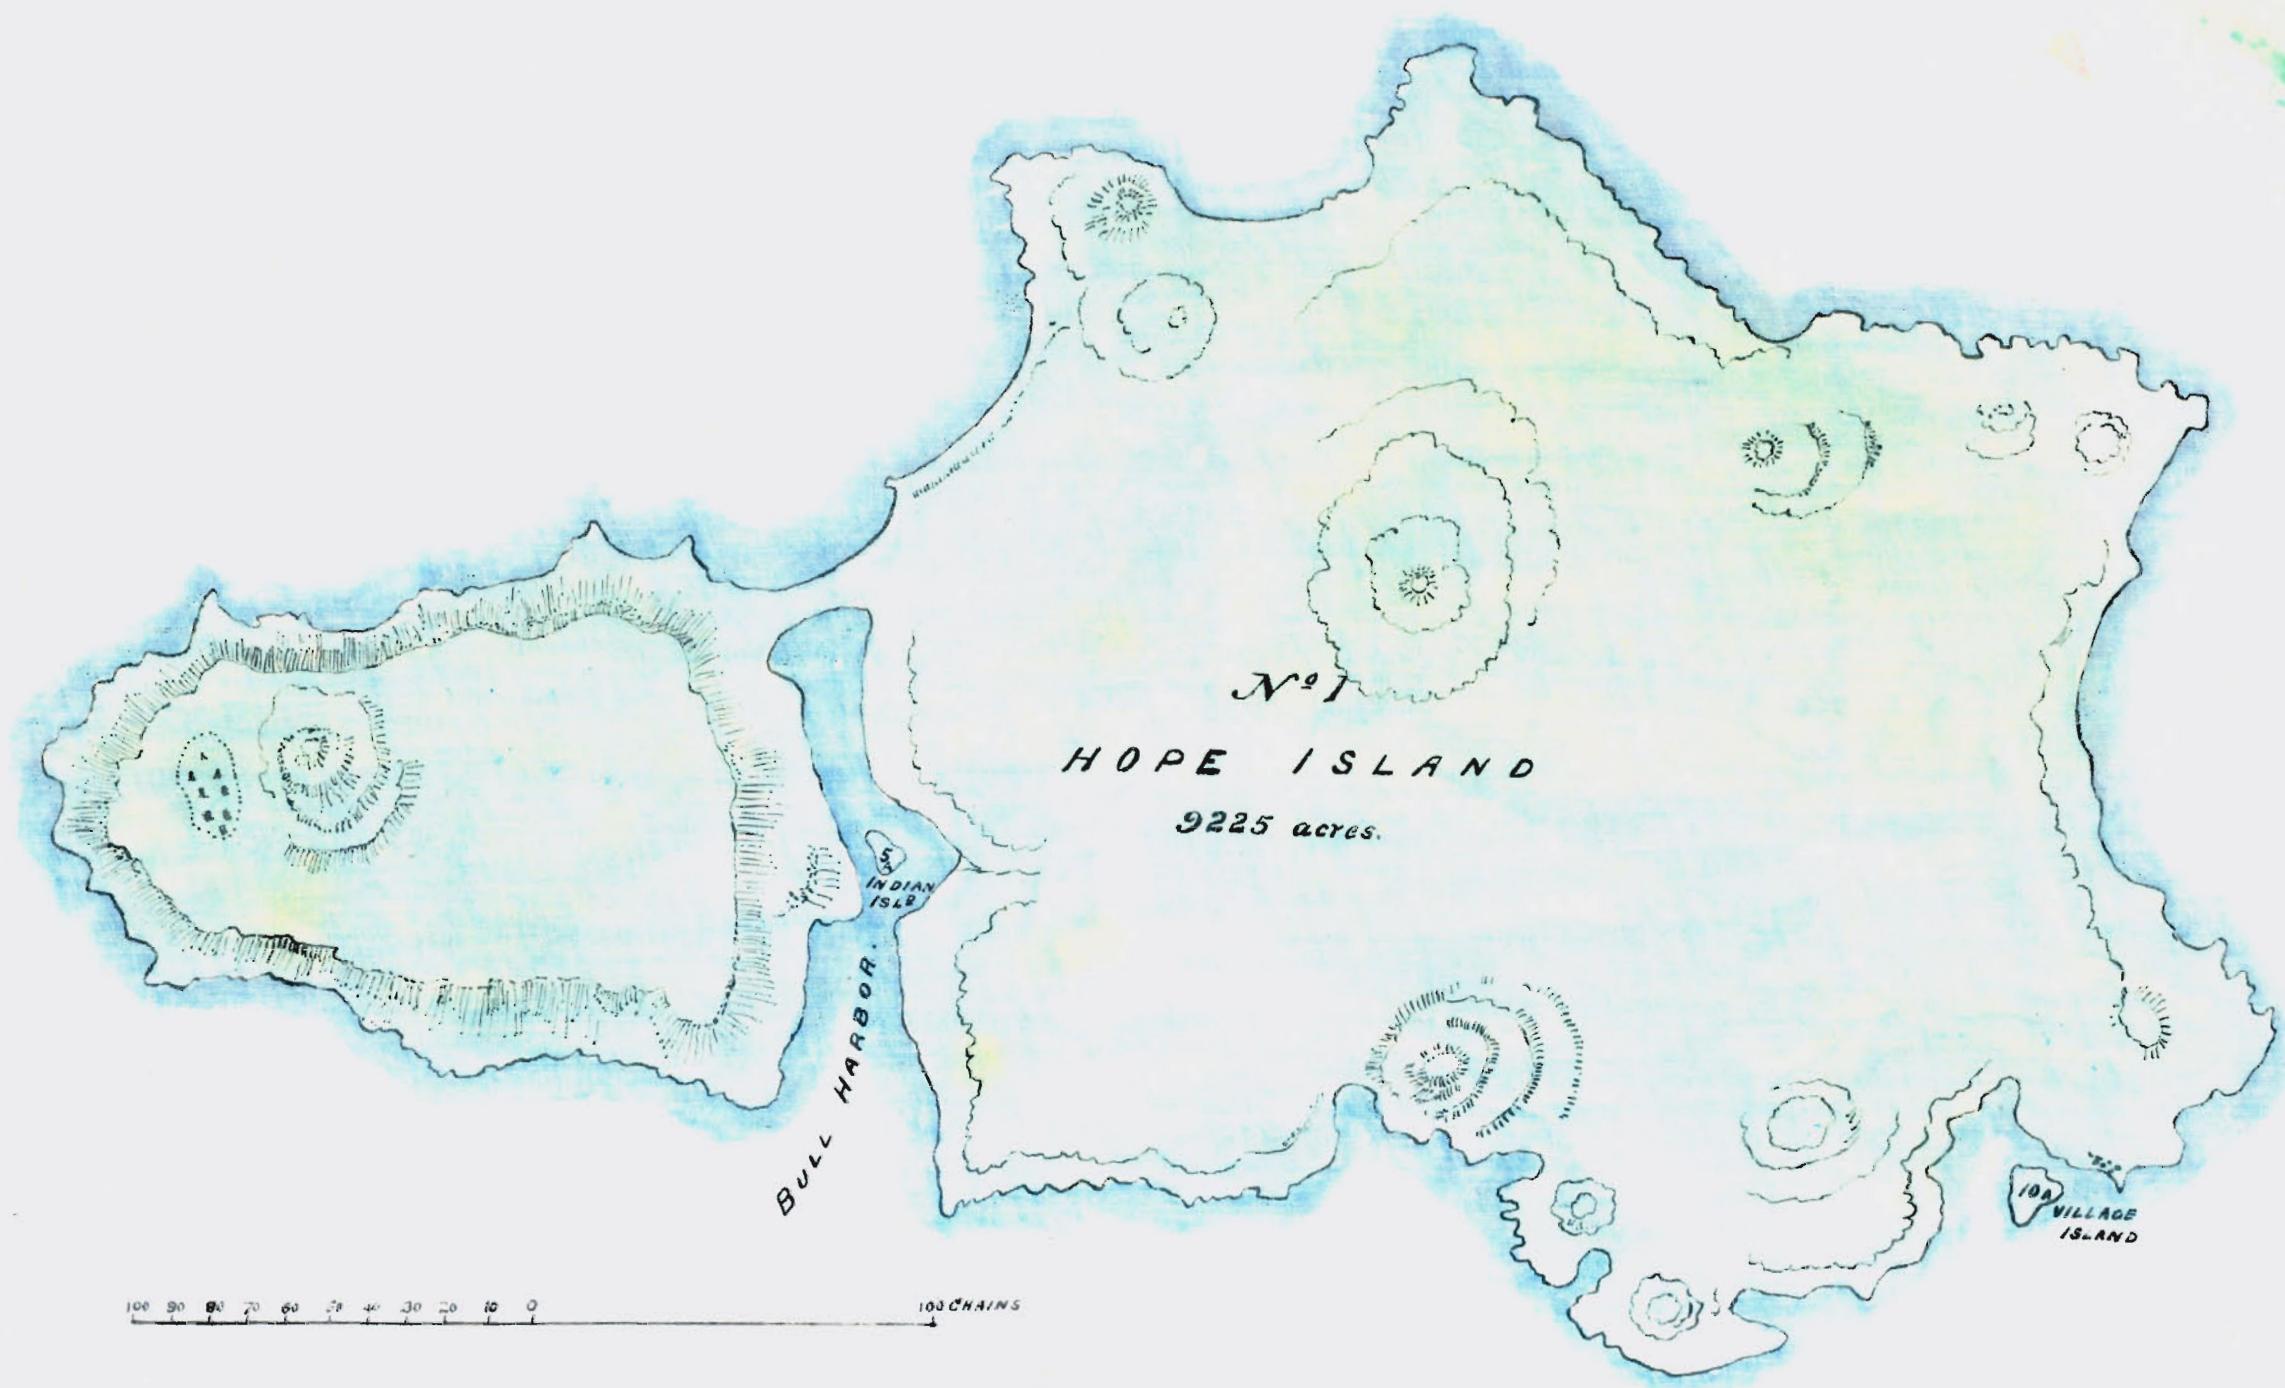 Nº 1
HOPE ISLAND
9225 acres.
5A
INDIAN
ISLD
BULL HARBOR.
10A
VILLAGE
ISLAND
100 90 80 70 60 50 40 30 20 10 0 100 CHAINS